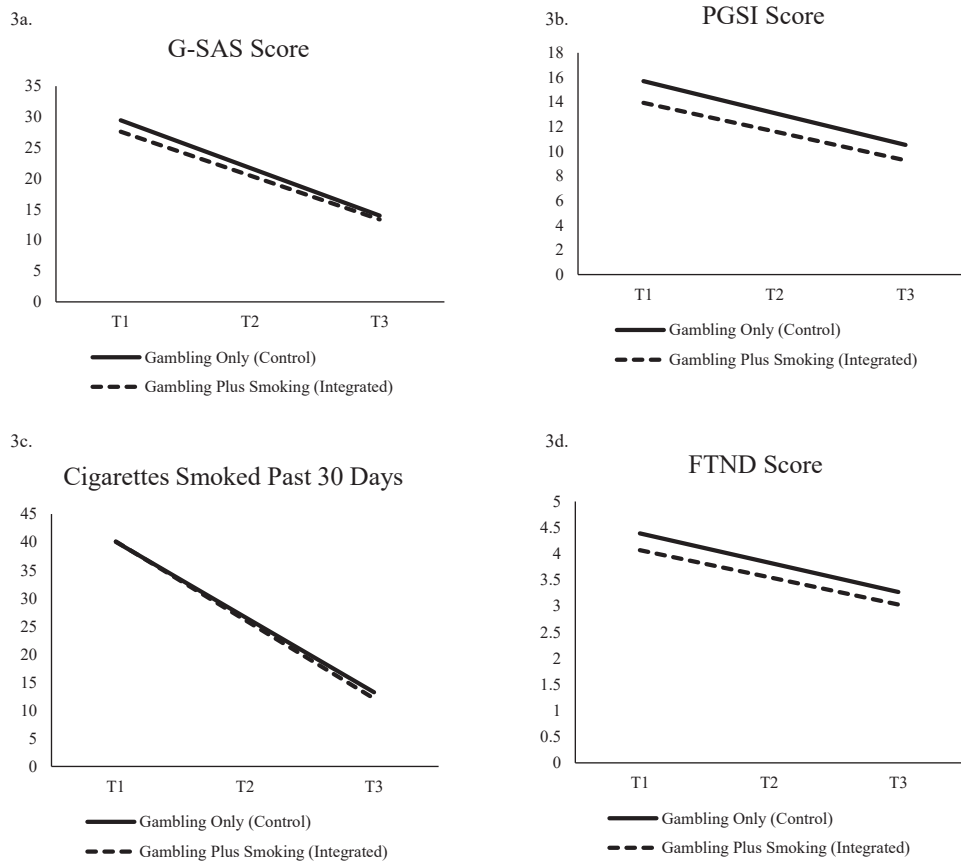 3a.
G-SAS Score
35
30
25
20
15
10
5
0
T1 T2 T3
Gambling Only (Control)
Gambling Plus Smoking (Integrated)
3b.
PGSI Score
18
16
14
12
10
8
6
4
2
0
T1 T2 T3
Gambling Only (Control)
Gambling Plus Smoking (Integrated)
3c.
Cigarettes Smoked Past 30 Days
45
40
35
30
25
20
15
10
5
0
T1 T2 T3
Gambling Only (Control)
Gambling Plus Smoking (Integrated)
3d.
FTND Score
5
4.5
4
3.5
3
2.5
2
1.5
1
0.5
0
T1 T2 T3
Gambling Only (Control)
Gambling Plus Smoking (Integrated)